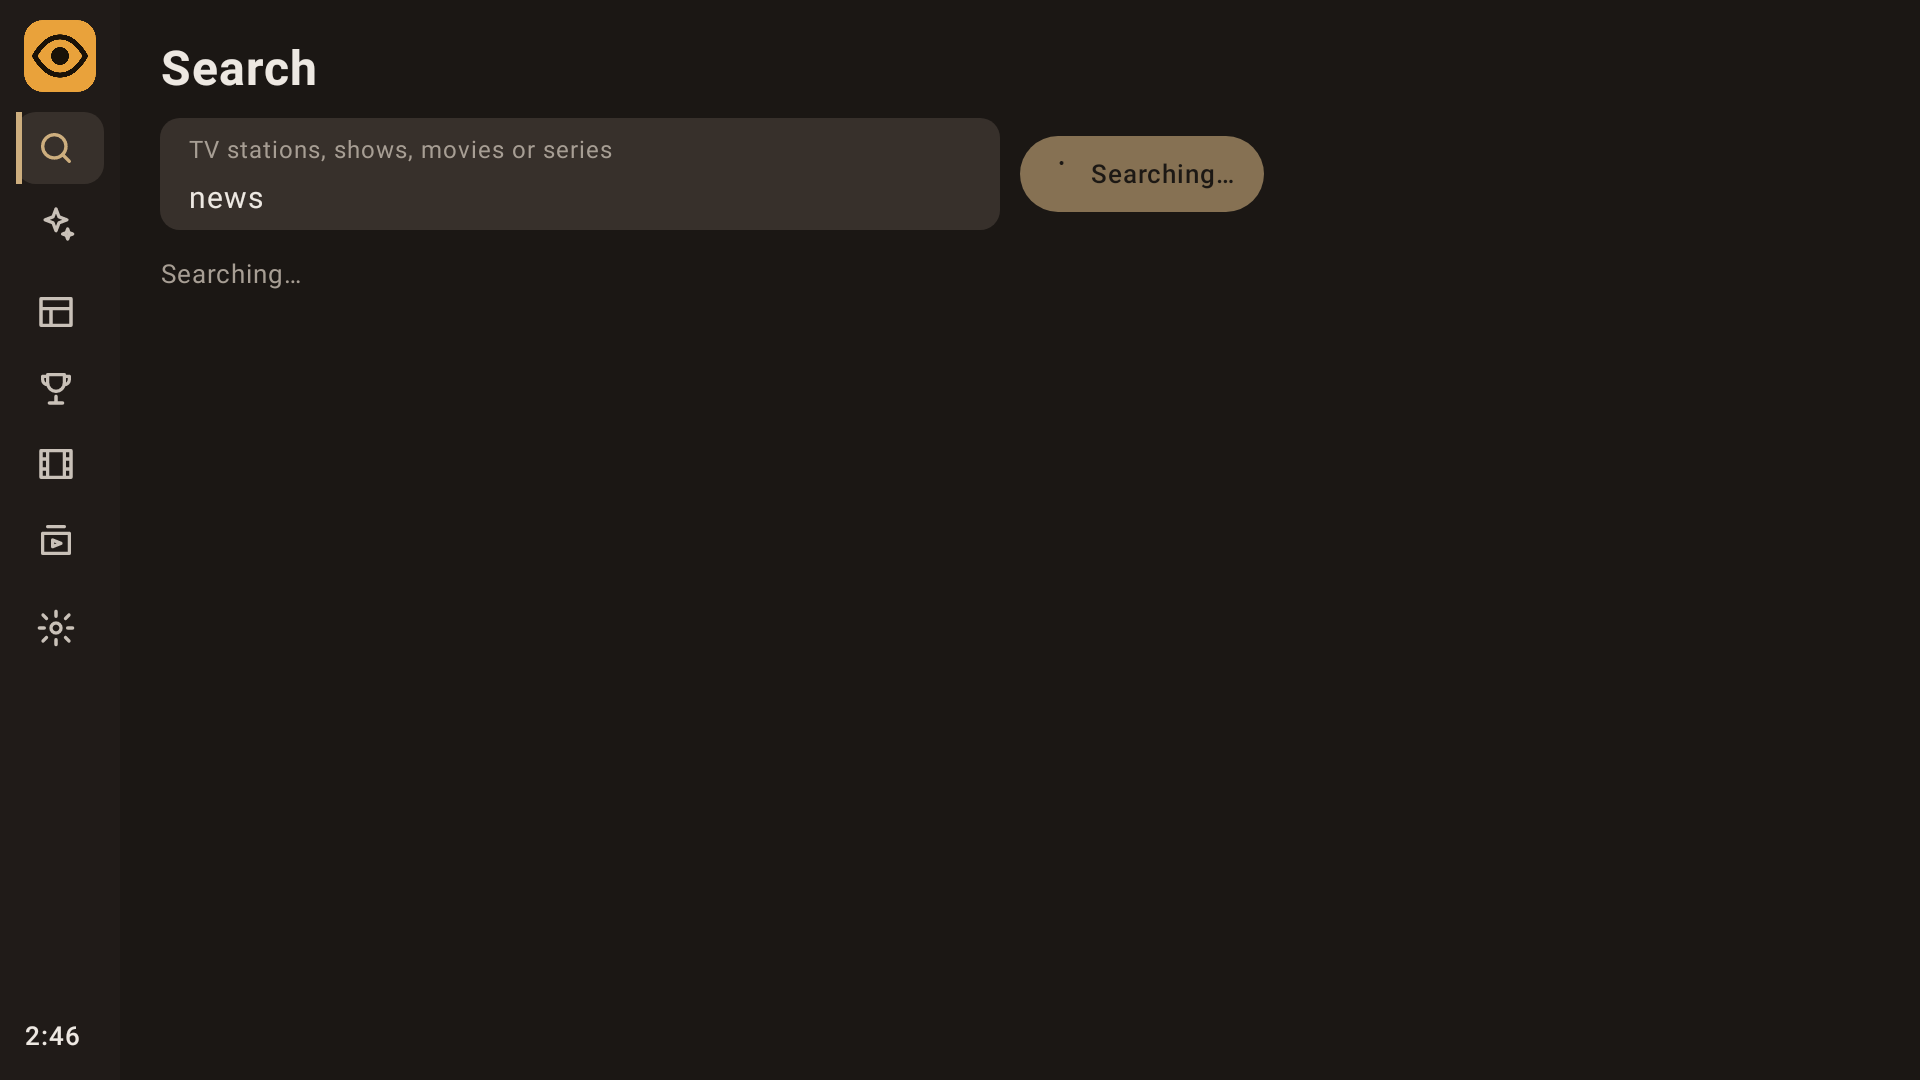 Search
TV stations, shows, movies or series
news
Searching…
Searching…
2:46